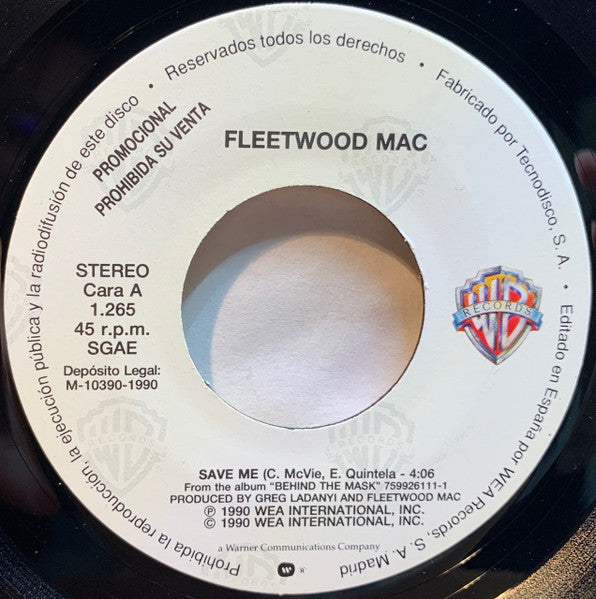 Prohibida la reproducción, la ejecución pública y la radiodifusión de este disco • Reservados todos los derechos • Fabricado por Tecnodisco, S. A. • Editado en España por WEA Records, S. A. Madrid
PROMOCIONAL
PROHIBIDA SU VENTA
FLEETWOOD MAC
STEREO
Cara A
1.265
45 r.p.m.
SGAE
Depósito Legal:
M-10390-1990
WB
RECORDS
SAVE ME (C. McVie, E. Quintela - 4:06
From the album "BEHIND THE MASK" 759926111-1
PRODUCED BY GREG LADANYI AND FLEETWOOD MAC
Ⓟ 1990 WEA INTERNATIONAL, INC.
© 1990 WEA INTERNATIONAL, INC.
a Warner Communications Company